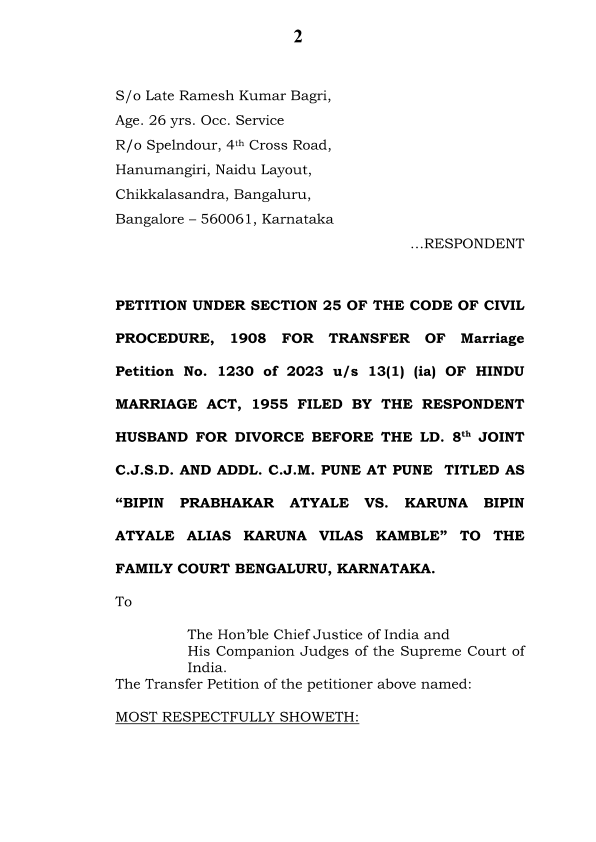 2
S/o Late Ramesh Kumar Bagri,
Age. 26 yrs. Occ. Service
R/o Spelndour, 4th Cross Road,
Hanumangiri, Naidu Layout,
Chikkalasandra, Bangaluru,
Bangalore – 560061, Karnataka
...RESPONDENT
PETITION UNDER SECTION 25 OF THE CODE OF CIVIL
PROCEDURE, 1908 FOR TRANSFER OF Marriage
Petition No. 1230 of 2023 u/s 13(1) (ia) OF HINDU
MARRIAGE ACT, 1955 FILED BY THE RESPONDENT
HUSBAND FOR DIVORCE BEFORE THE LD. 8th JOINT
C.J.S.D. AND ADDL. C.J.M. PUNE AT PUNE TITLED AS
“BIPIN PRABHAKAR ATYALE VS. KARUNA BIPIN
ATYALE ALIAS KARUNA VILAS KAMBLE” TO THE
FAMILY COURT BENGALURU, KARNATAKA.
To
The Hon’ble Chief Justice of India and
His Companion Judges of the Supreme Court of
India.
The Transfer Petition of the petitioner above named:
MOST RESPECTFULLY SHOWETH: